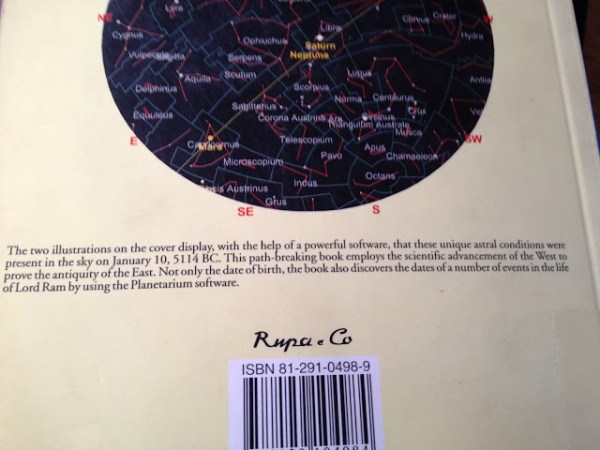 NE
W
Cygnus
Lyra
Libra
Corvus Crater
Ophiuchus
Saturn
Hydra
Neptune
Serpens
Aquila
Scutum
Lupus
Antlia
Delphinus
Scorpius
Norma Centaurus
Equuleus
Corona Austrina Ara
Crux
Triangulum Australe
Musca
E
SW
Mars
Telescopium
Apus
Microscopium
Pavo
Chamaeleon
Octans
Indus
Austrinus
Grus
SE
S
The two illustrations on the cover display, with the help of a powerful software, that these unique astral conditions were
present in the sky on January 10, 5114 BC. This path-breaking book employs the scientific advancement of the West to
prove the antiquity of the East. Not only the date of birth, the book also discovers the dates of a number of events in the life
of Lord Ram by using the Planetarium software.
Rupa & Co
ISBN 81-291-0498-9